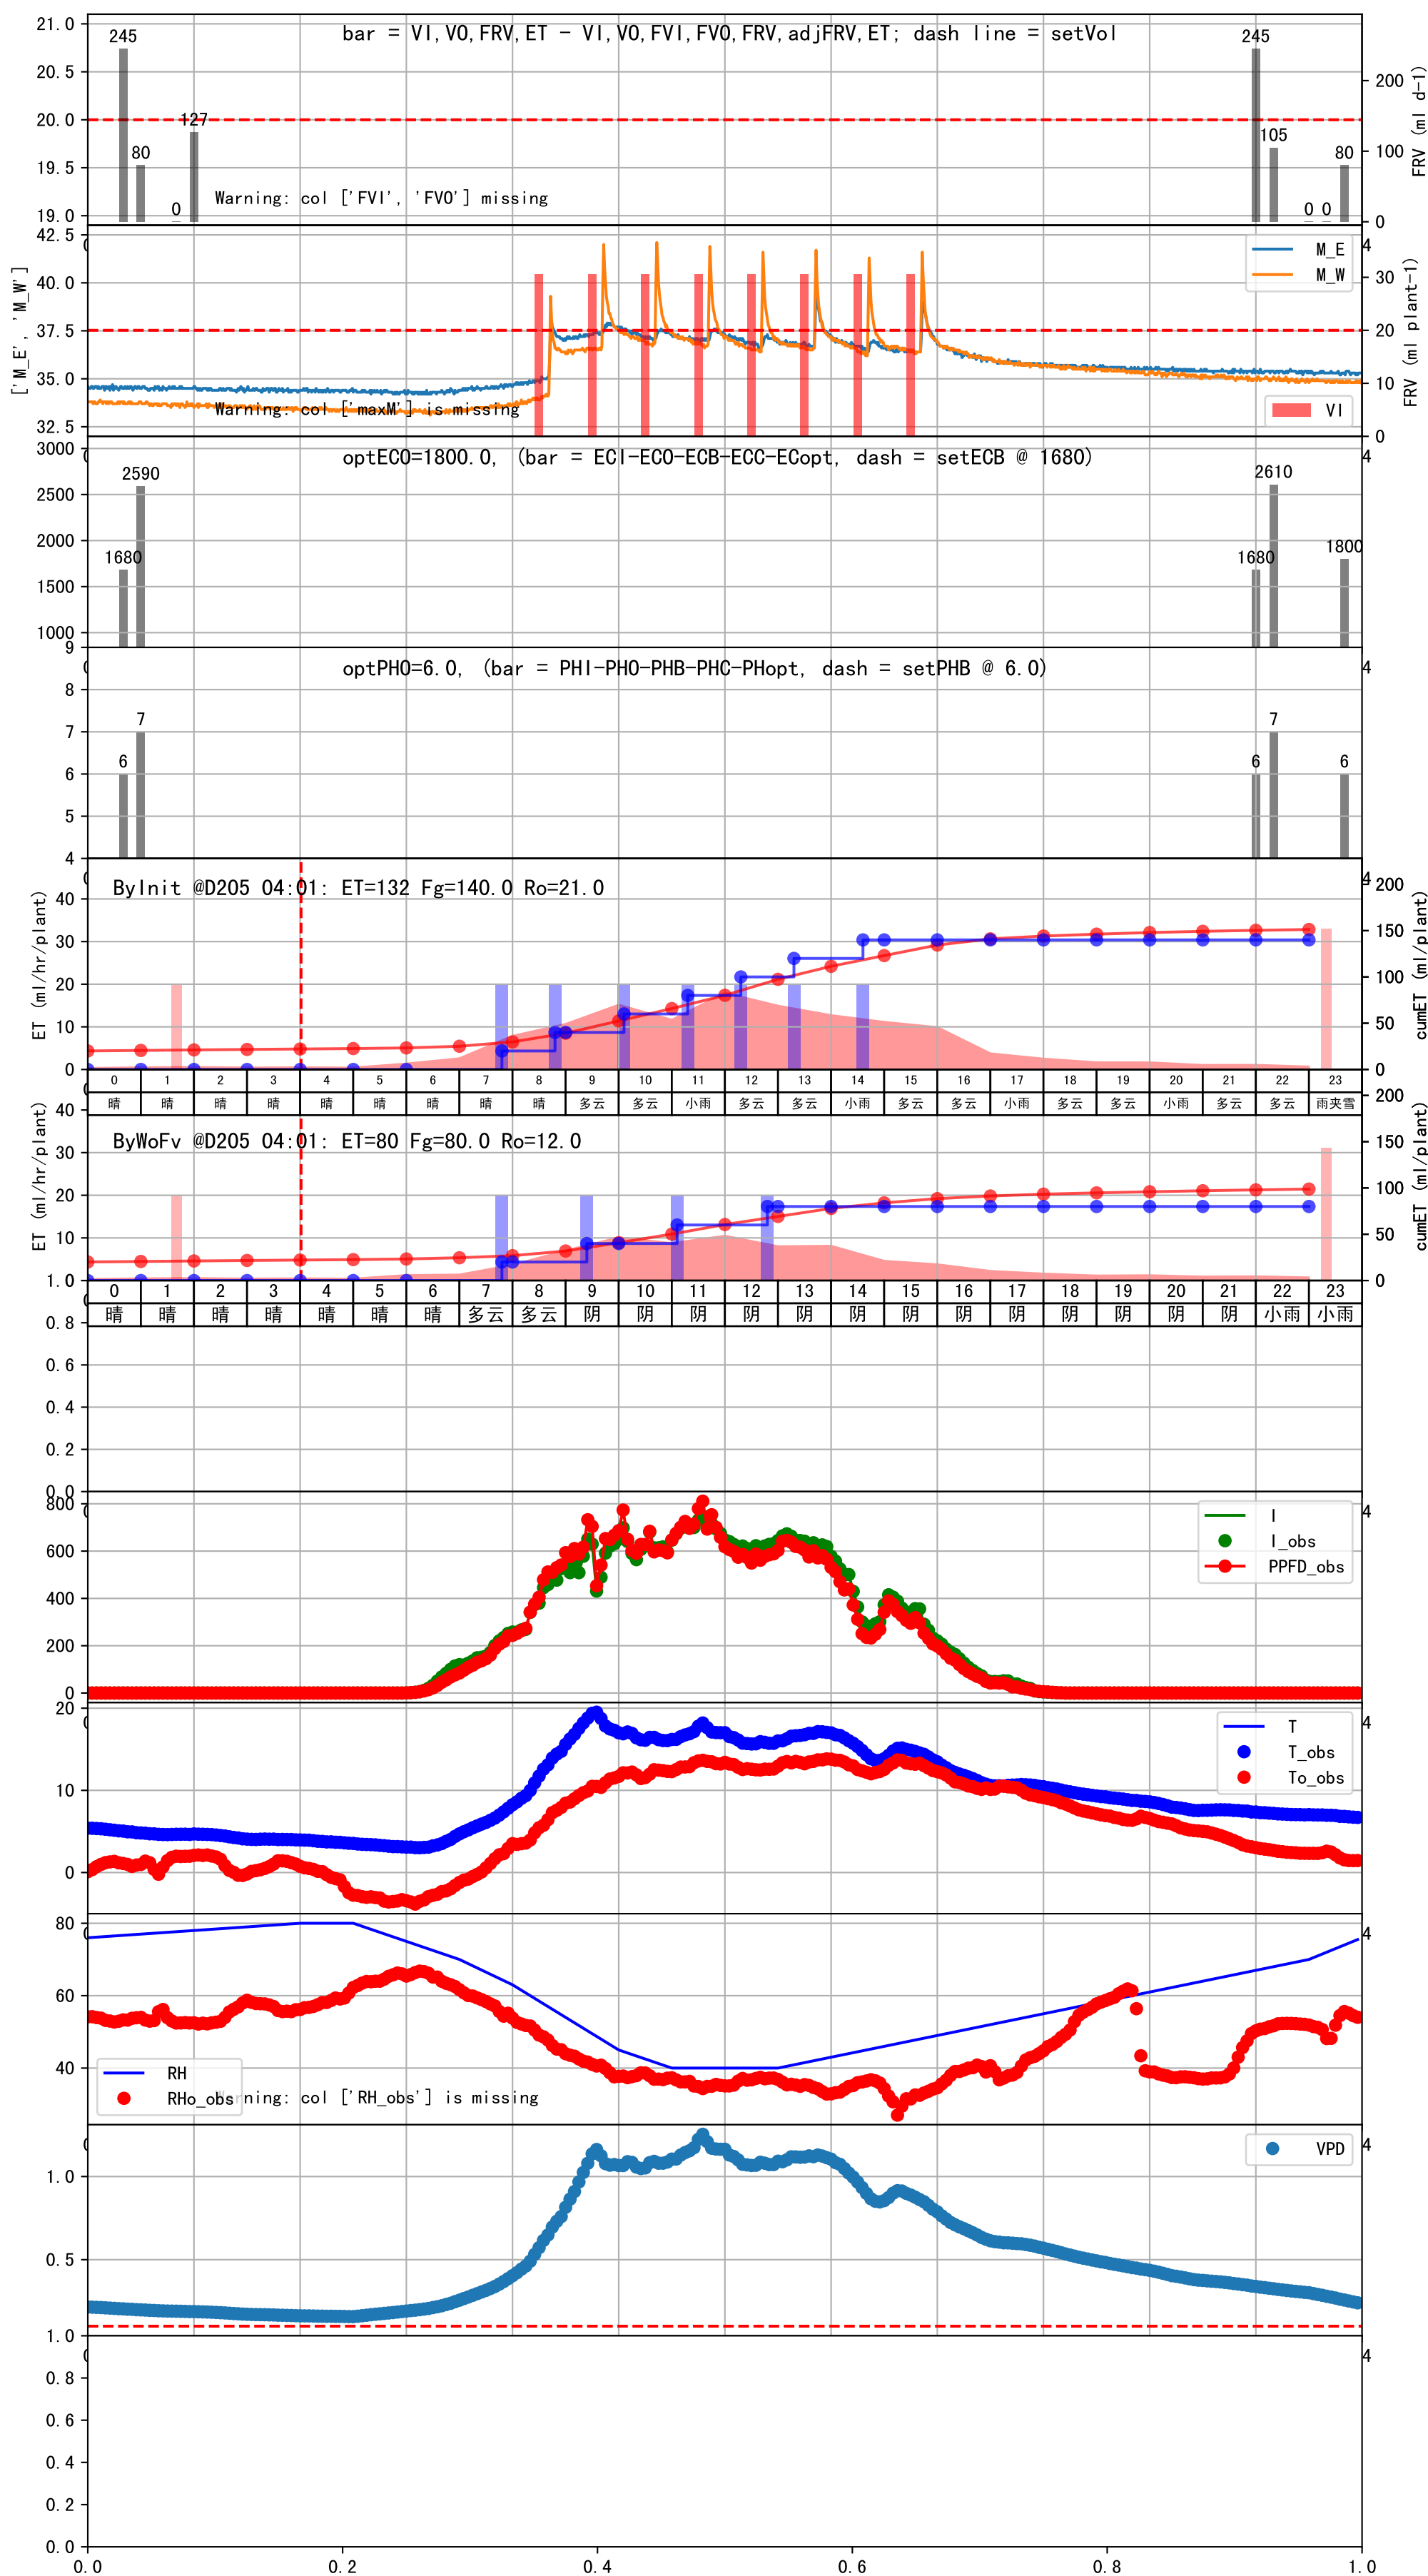 bar = VI,VO,FRV,ET - VI,VO,FVI,FVO,FRV,adjFRV,ET; dash line = setVol
21.0
20.5
20.0
19.5
19.0
245
80
0
127
245
105
0 0
80
Warning: col ['FVI', 'FVO'] missing
200
100
0
FRV (ml d-1)
['M_E', 'M_W']
42.5
40.0
37.5
35.0
32.5
M_E
M_W
VI
Warning: col ['maxM'] is missing
30
20
10
0
FRV (ml plant-1)
optECO=1800.0, (bar = ECI-ECO-ECB-ECC-ECopt, dash = setECB @ 1680)
3000
2500
2000
1500
1000
1680
2590
1680
2610
1800
optPHO=6.0, (bar = PHI-PHO-PHB-PHC-PHopt, dash = setPHB @ 6.0)
9
8
7
6
5
4
6
7
6
7
6
ByInit @D205 04:01: ET=132 Fg=140.0 Ro=21.0
ET (ml/hr/plant)
40
30
20
10
0
200
150
100
50
0
cumET (ml/plant)
0 1 2 3 4 5 6 7 8 9 10 11 12 13 14 15 16 17 18 19 20 21 22 23
晴 晴 晴 晴 晴 晴 晴 晴 晴 多云 多云 小雨 多云 多云 小雨 多云 多云 小雨 多云 多云 小雨 多云 多云 雨夹雪
ByWoFv @D205 04:01: ET=80 Fg=80.0 Ro=12.0
ET (ml/hr/plant)
40
30
20
10
200
150
100
50
0
cumET (ml/plant)
0 1 2 3 4 5 6 7 8 9 10 11 12 13 14 15 16 17 18 19 20 21 22 23
晴 晴 晴 晴 晴 晴 晴 多云 多云 阴 阴 阴 阴 阴 阴 阴 阴 阴 阴 阴 阴 阴 小雨 小雨
1.0
0.8
0.6
0.4
0.2
0.0
800
600
400
200
0
I
I_obs
PPFD_obs
20
10
0
T
T_obs
To_obs
80
60
40
RH
RHo_obs
rning: col ['RH_obs'] is missing
1.0
0.5
VPD
1.0
0.8
0.6
0.4
0.2
0.0
0.0 0.2 0.4 0.6 0.8 1.0